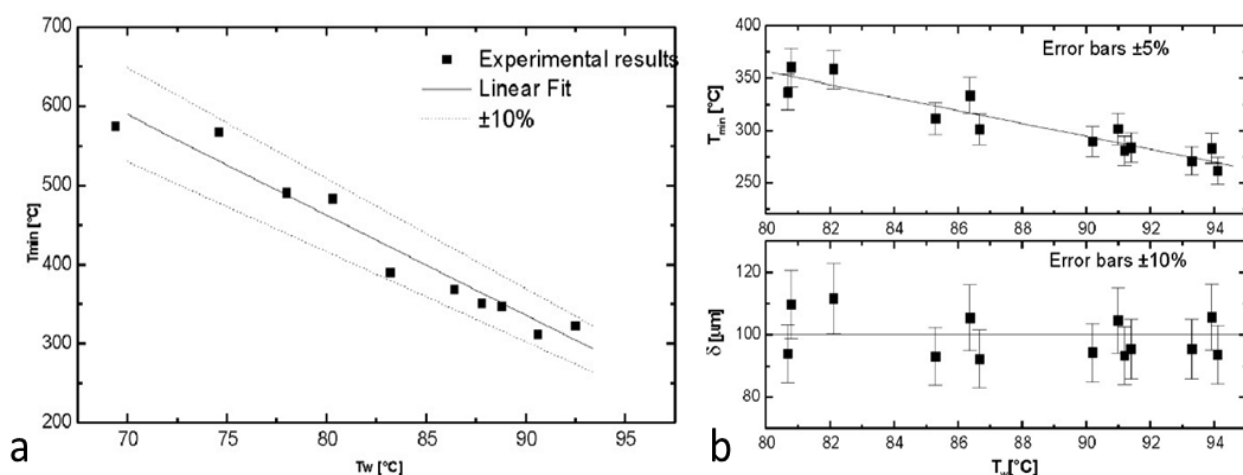 700
600
500
400
300
200
Tmin [°C]
Experimental results
Linear Fit
±10%
70 75 80 85 90 95
Tw [°C]
a
400
350
300
250
Tmin [°C]
Error bars ±5%
80 82 84 86 88 90 92 94
120
100
80
δ [µm]
Error bars ±10%
80 82 84 86 88 90 92 94
Tw[°C]
b